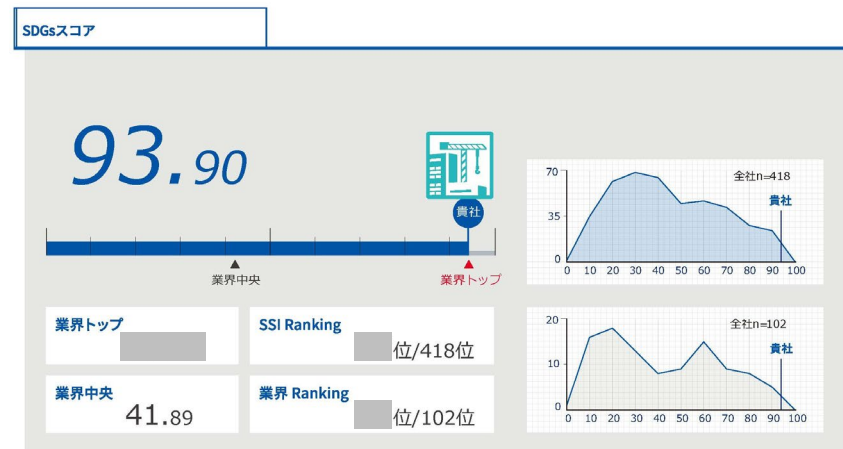 SDGsスコア
93.90
貴社
業界中央
業界トップ
業界トップ
SSI Ranking
位/418位
業界中央
41.89
業界 Ranking
位/102位
70
35
0
全社n=418
貴社
0 10 20 30 40 50 60 70 80 90 100
20
10
0
全社n=102
貴社
0 10 20 30 40 50 60 70 80 90 100